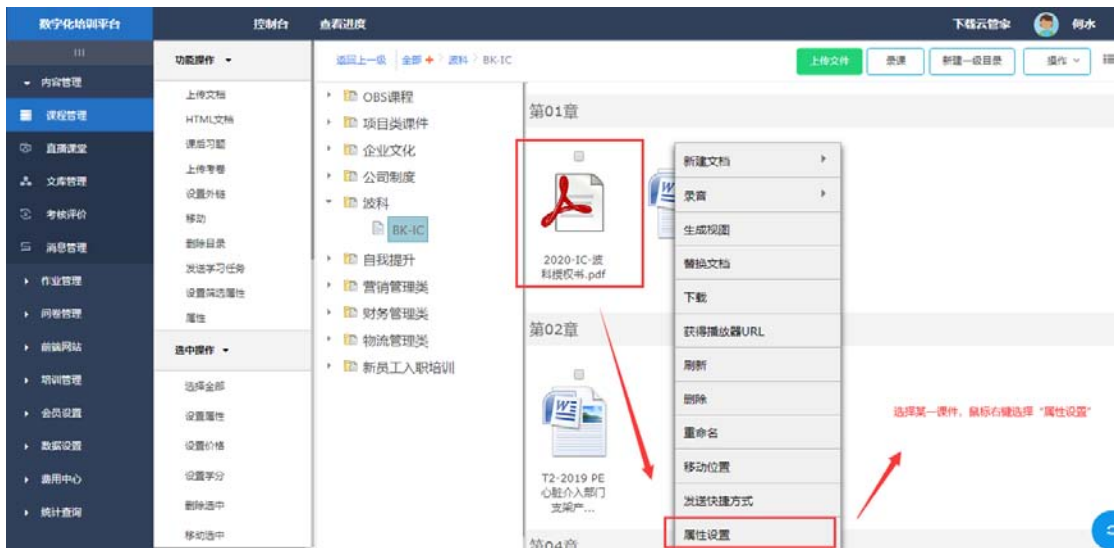 数字化培训平台
控制台
查看进度
下载云管家
何水
内容管理
课程管理
直播课堂
文库管理
考核评价
消息管理
作业管理
问卷管理
前端网站
培训管理
会员设置
数据设置
费用中心
统计查询
功能操作
上传文档
HTML文档
课后习题
上传考卷
设置外链
移动
删除目录
发送学习任务
设置筛选属性
属性
选中操作
选择全部
设置属性
设置价格
设置学分
删除选中
移动选中
返回上一级 全部 + > 波科 > BK-IC
上传文件
录课
新建一级目录
操作
OBS课程
项目类课件
企业文化
公司制度
波科
BK-IC
自我提升
营销管理类
财务管理类
物流管理类
新员工入职培训
第01章
2020-IC-波
科授权书.pdf
第02章
T2-2019 PE
心脏介入部门
支架产...
第04章
新建文档
录音
生成视图
替换文档
下载
获得播放器URL
刷新
删除
重命名
移动位置
发送快捷方式
属性设置
选择某一课件，鼠标右键选择“属性设置”